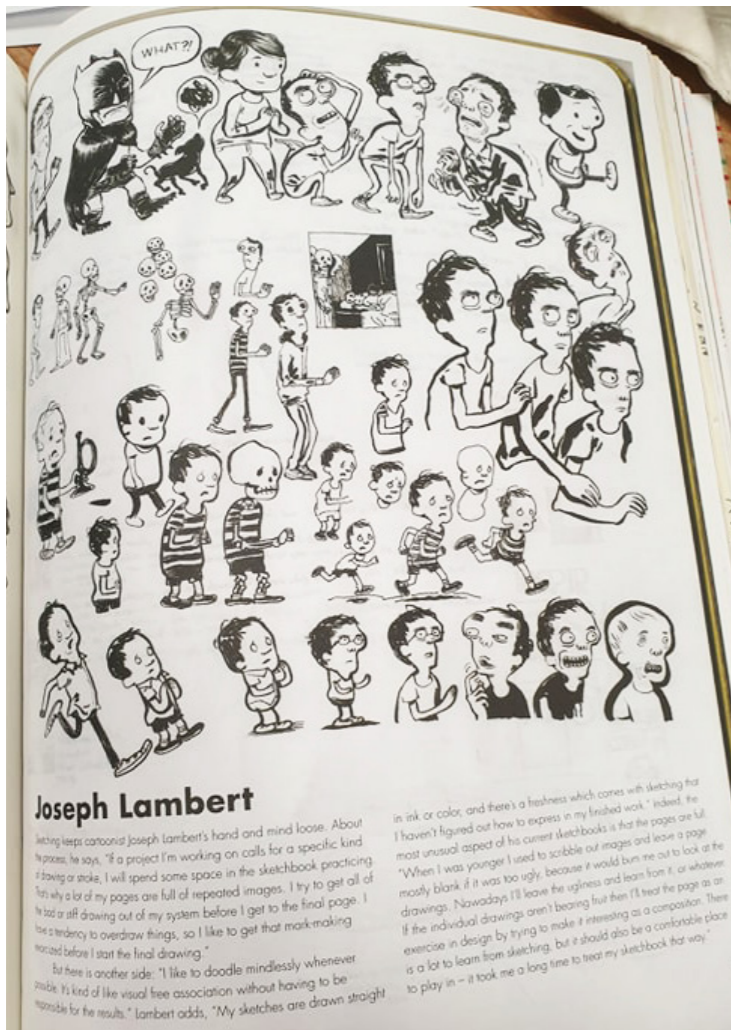 WHAT?!
Joseph Lambert
Sketching keeps cartoonist Joseph Lambert's hand and mind loose. About
the process, he says, "If a project I'm working on calls for a specific kind
of drawing or stroke, I will spend some space in the sketchbook practicing.
That's why a lot of my pages are full of repeated images. I try to get all of
the bad or stiff drawing out of my system before I get to the final page. I
have a tendency to overdraw things, so I like to get that mark-making
exorcized before I start the final drawing."
But there is another side: "I like to doodle mindlessly whenever
possible. It's kind of like visual free association without having to be
responsible for the results." Lambert adds, "My sketches are drawn straight
in ink or color, and there's a freshness which comes with sketching that
I haven't figured out how to express in my finished work." Indeed, the
most unusual aspect of his current sketchbooks is that the pages are full.
"When I was younger I used to scribble out images and leave a page
mostly blank if it was too ugly, because it would bum me out to look at the
drawings. Nowadays I'll leave the ugliness and learn from it, or whatever.
If the individual drawings aren't bearing fruit then I'll treat the page as an
exercise in design by trying to make it interesting as a composition. There
is a lot to learn from sketching, but it should also be a comfortable place
to play in – it took me a long time to treat my sketchbook that way."